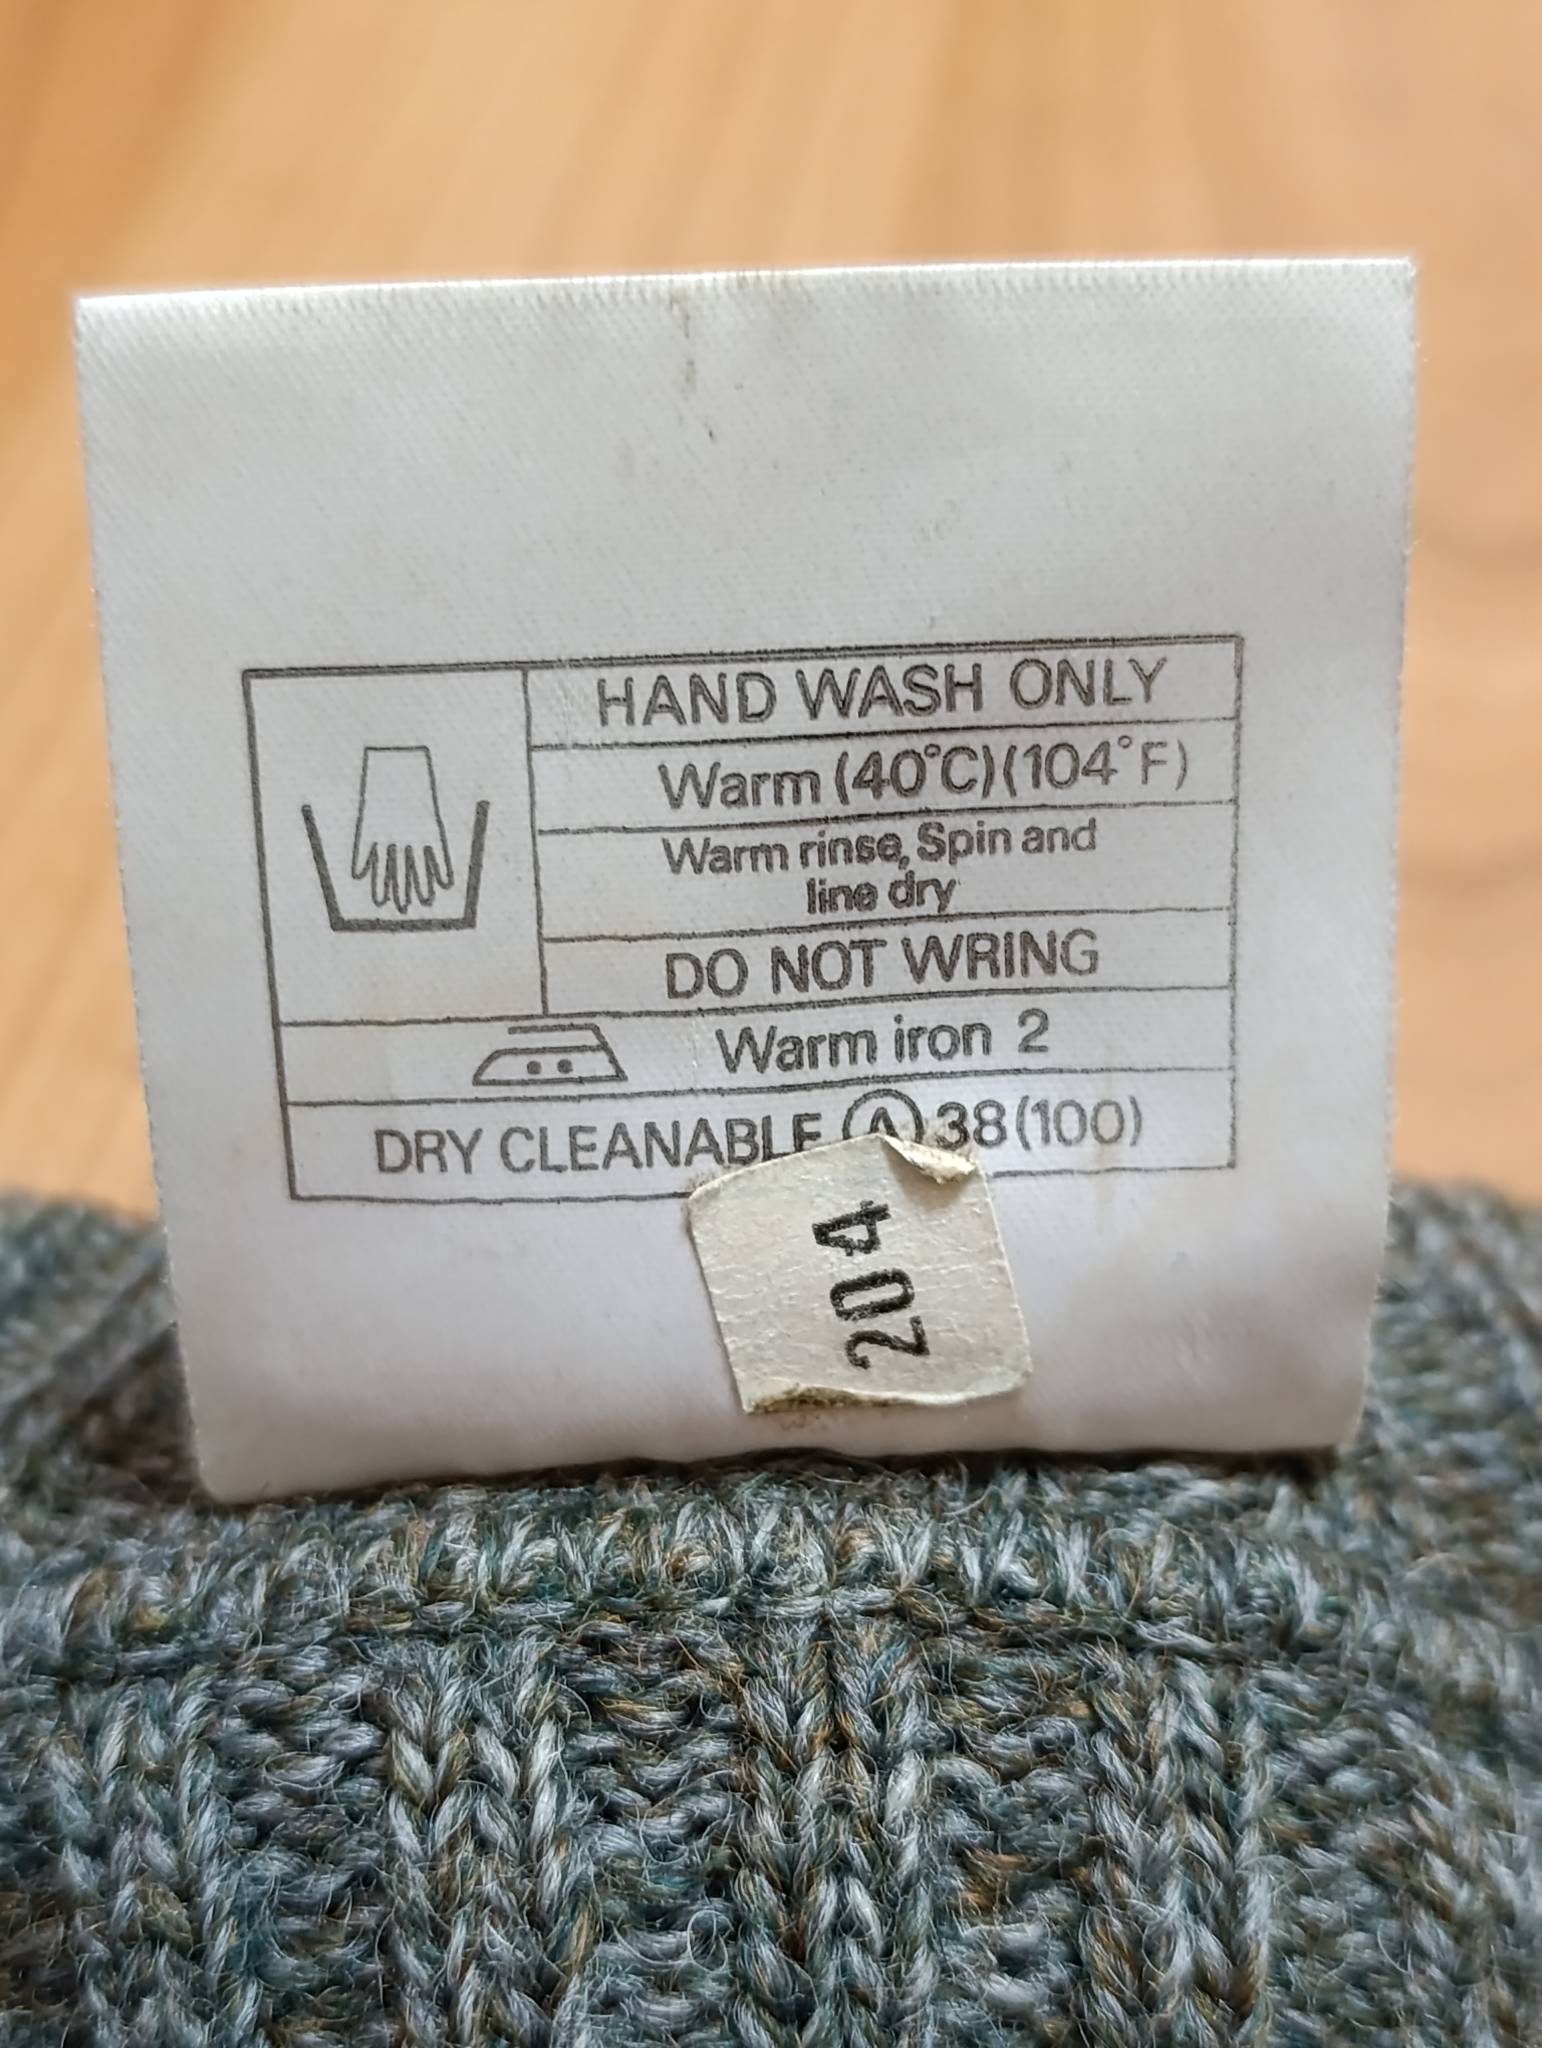 HAND WASH ONLY
Warm (40°C)(104°F)
Warm rinse, Spin and
line dry
DO NOT WRING
Warm iron 2
DRY CLEANABLE Ⓐ 38(100)
204